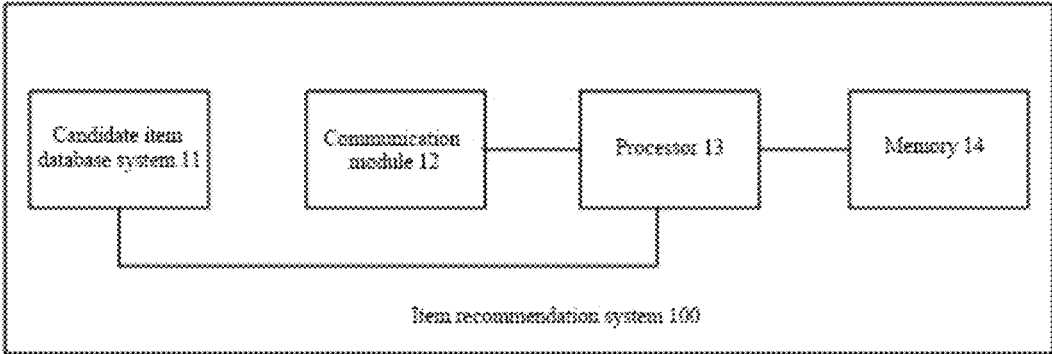 Candidate item
database system 11
Communication
module 12
Processor 13
Memory 14
Item recommendation system 100